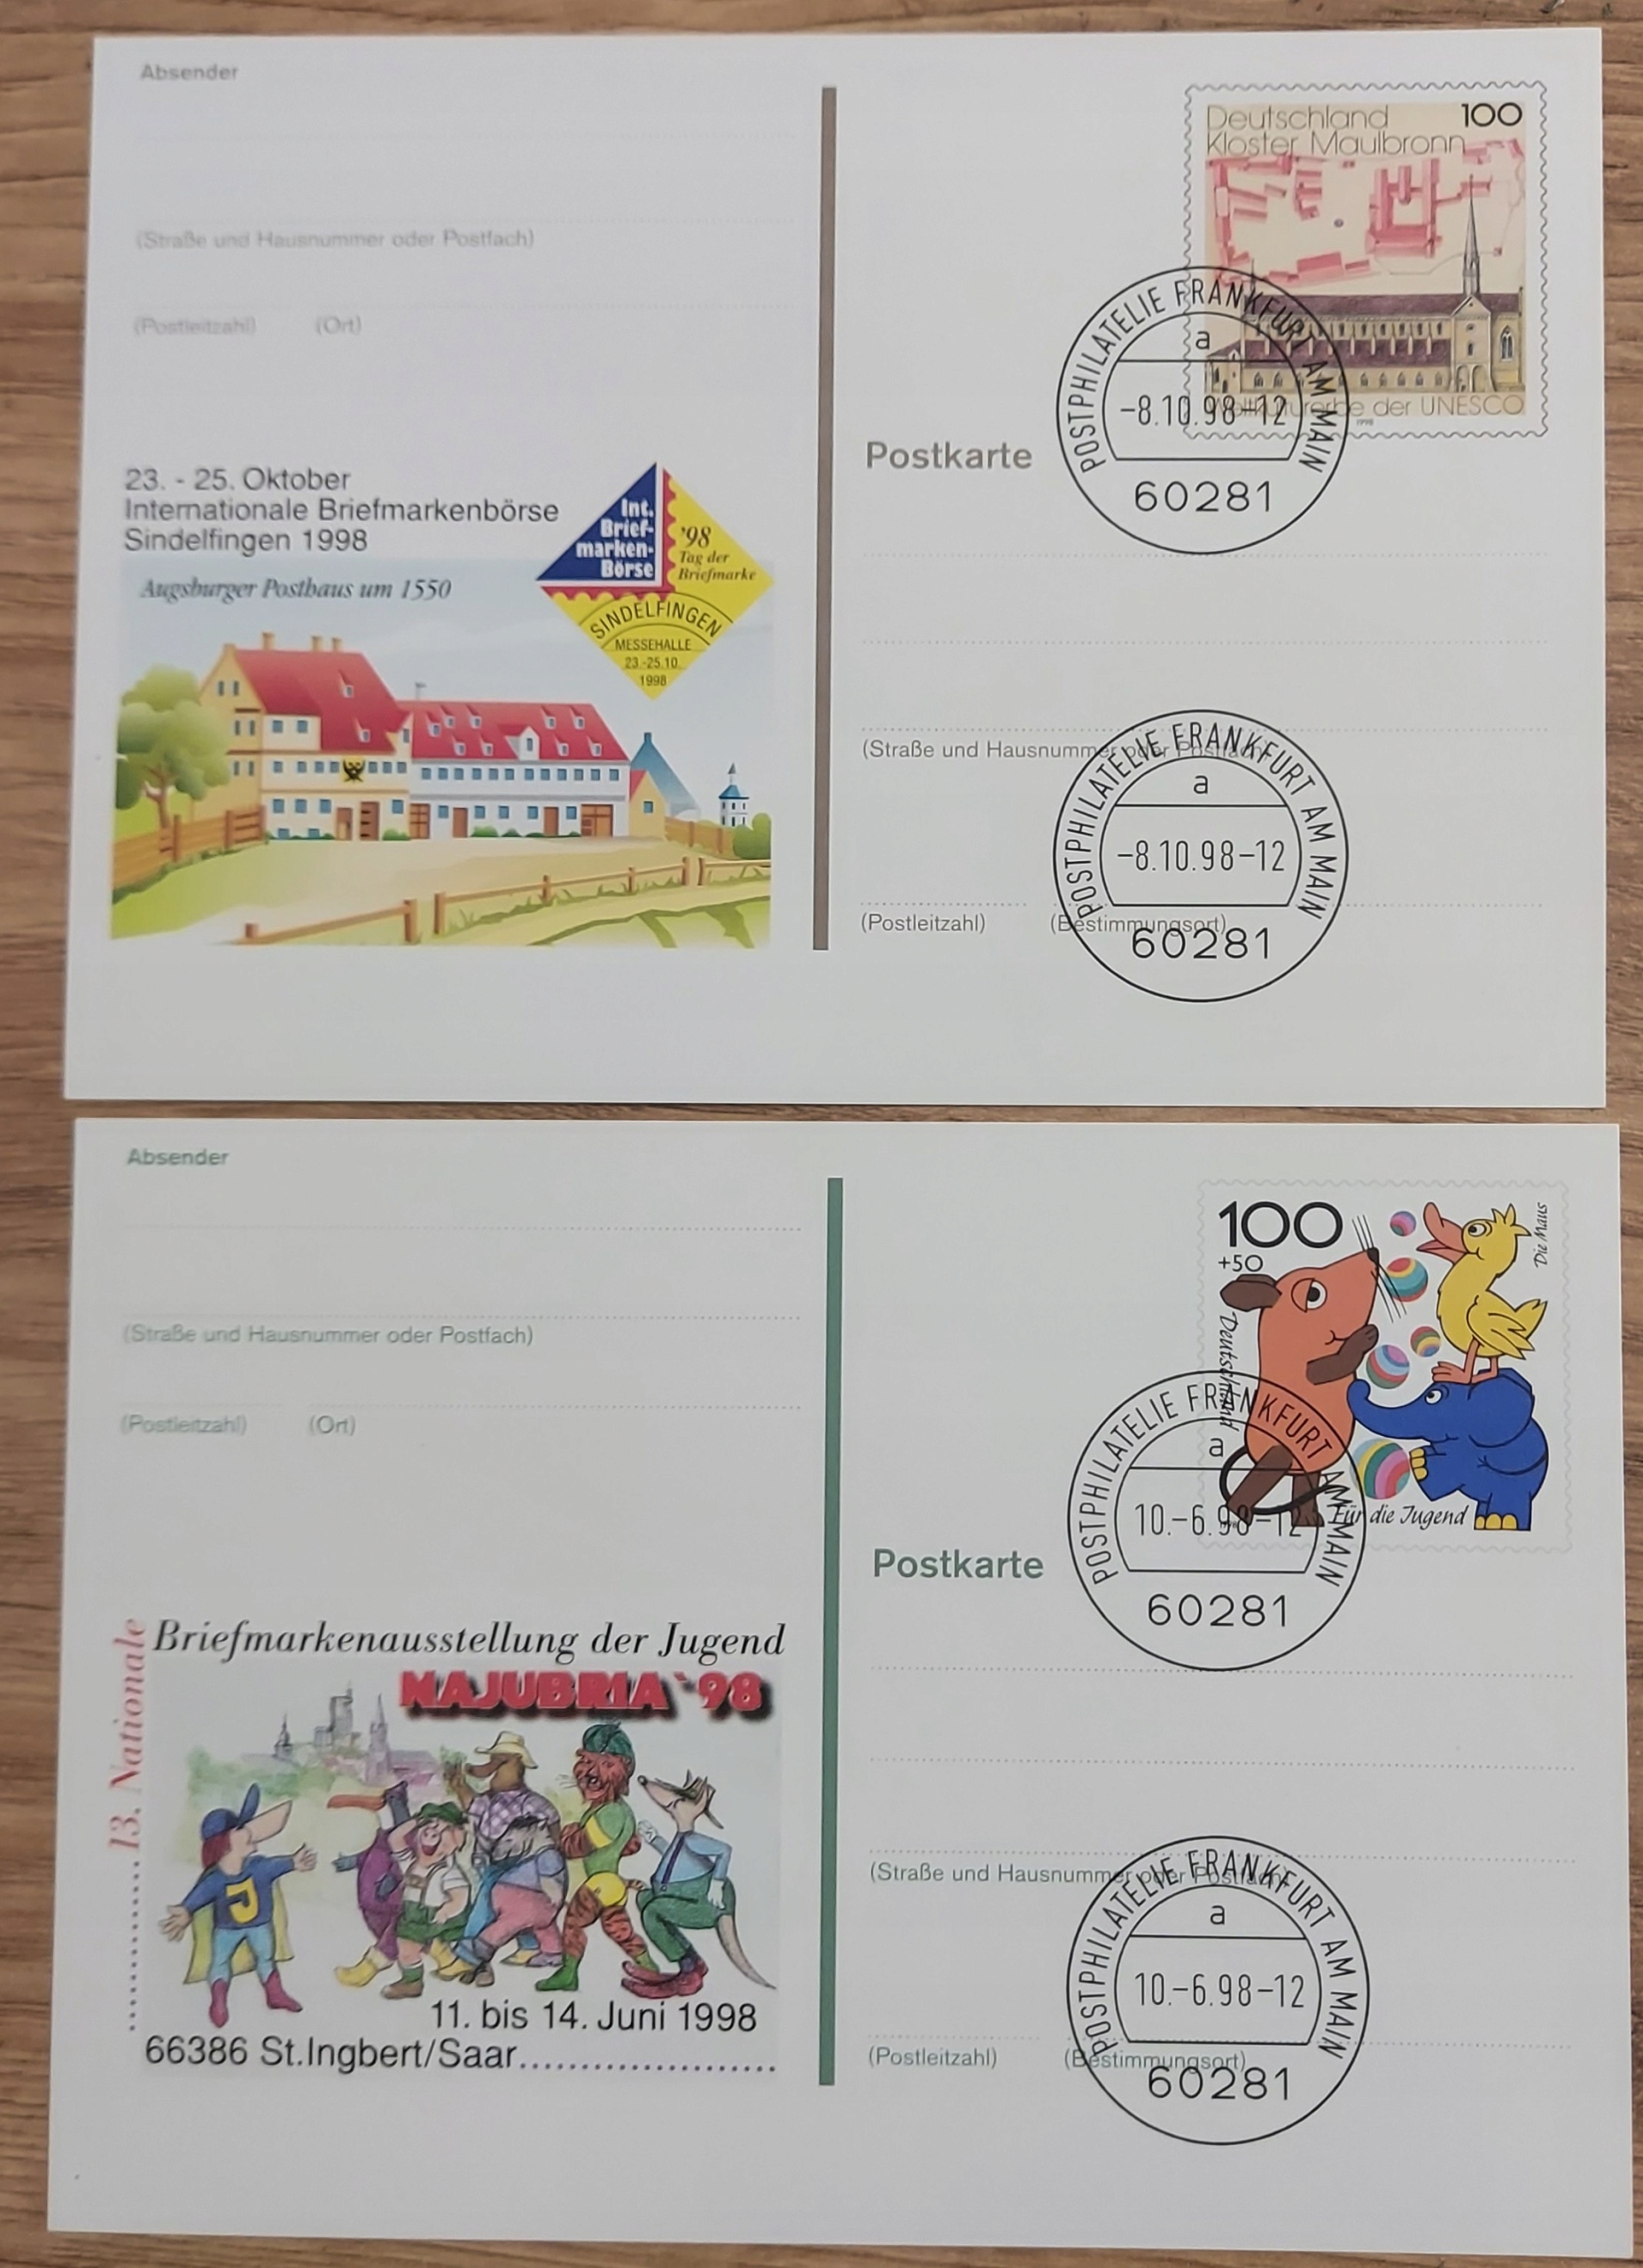 Absender
(Straße und Hausnummer oder Postfach)
(Postleitzahl) (Ort)
23. - 25. Oktober
Internationale Briefmarkenbörse
Sindelfingen 1998
Augsburger Posthaus um 1550
Int.
Brief-
marken-
Börse
'98
Tag der
Briefmarke
SINDELFINGEN
MESSEHALLE
23.-25.10.
1998
Deutschland 100
Kloster Maulbronn
Weltkulturerbe der UNESCO
1998
POSTPHILATELIE FRANKFURT AM MAIN
a
-8.10.98-12
60281
Postkarte
(Straße und Hausnummer oder Postfach)
POSTPHILATELIE FRANKFURT AM MAIN
a
-8.10.98-12
60281
(Postleitzahl) (Bestimmungsort)
Absender
(Straße und Hausnummer oder Postfach)
(Postleitzahl) (Ort)
13. Nationale
Briefmarkenausstellung der Jugend
NAJUBRIA`98
J
11. bis 14. Juni 1998
66386 St.Ingbert/Saar
100
+50
Deutschland
Die Maus
Für die Jugend
POSTPHILATELIE FRANKFURT AM MAIN
a
10.-6.98-12
60281
Postkarte
(Straße und Hausnummer oder Postfach)
POSTPHILATELIE FRANKFURT AM MAIN
a
10.-6.98-12
60281
(Postleitzahl) (Bestimmungsort)